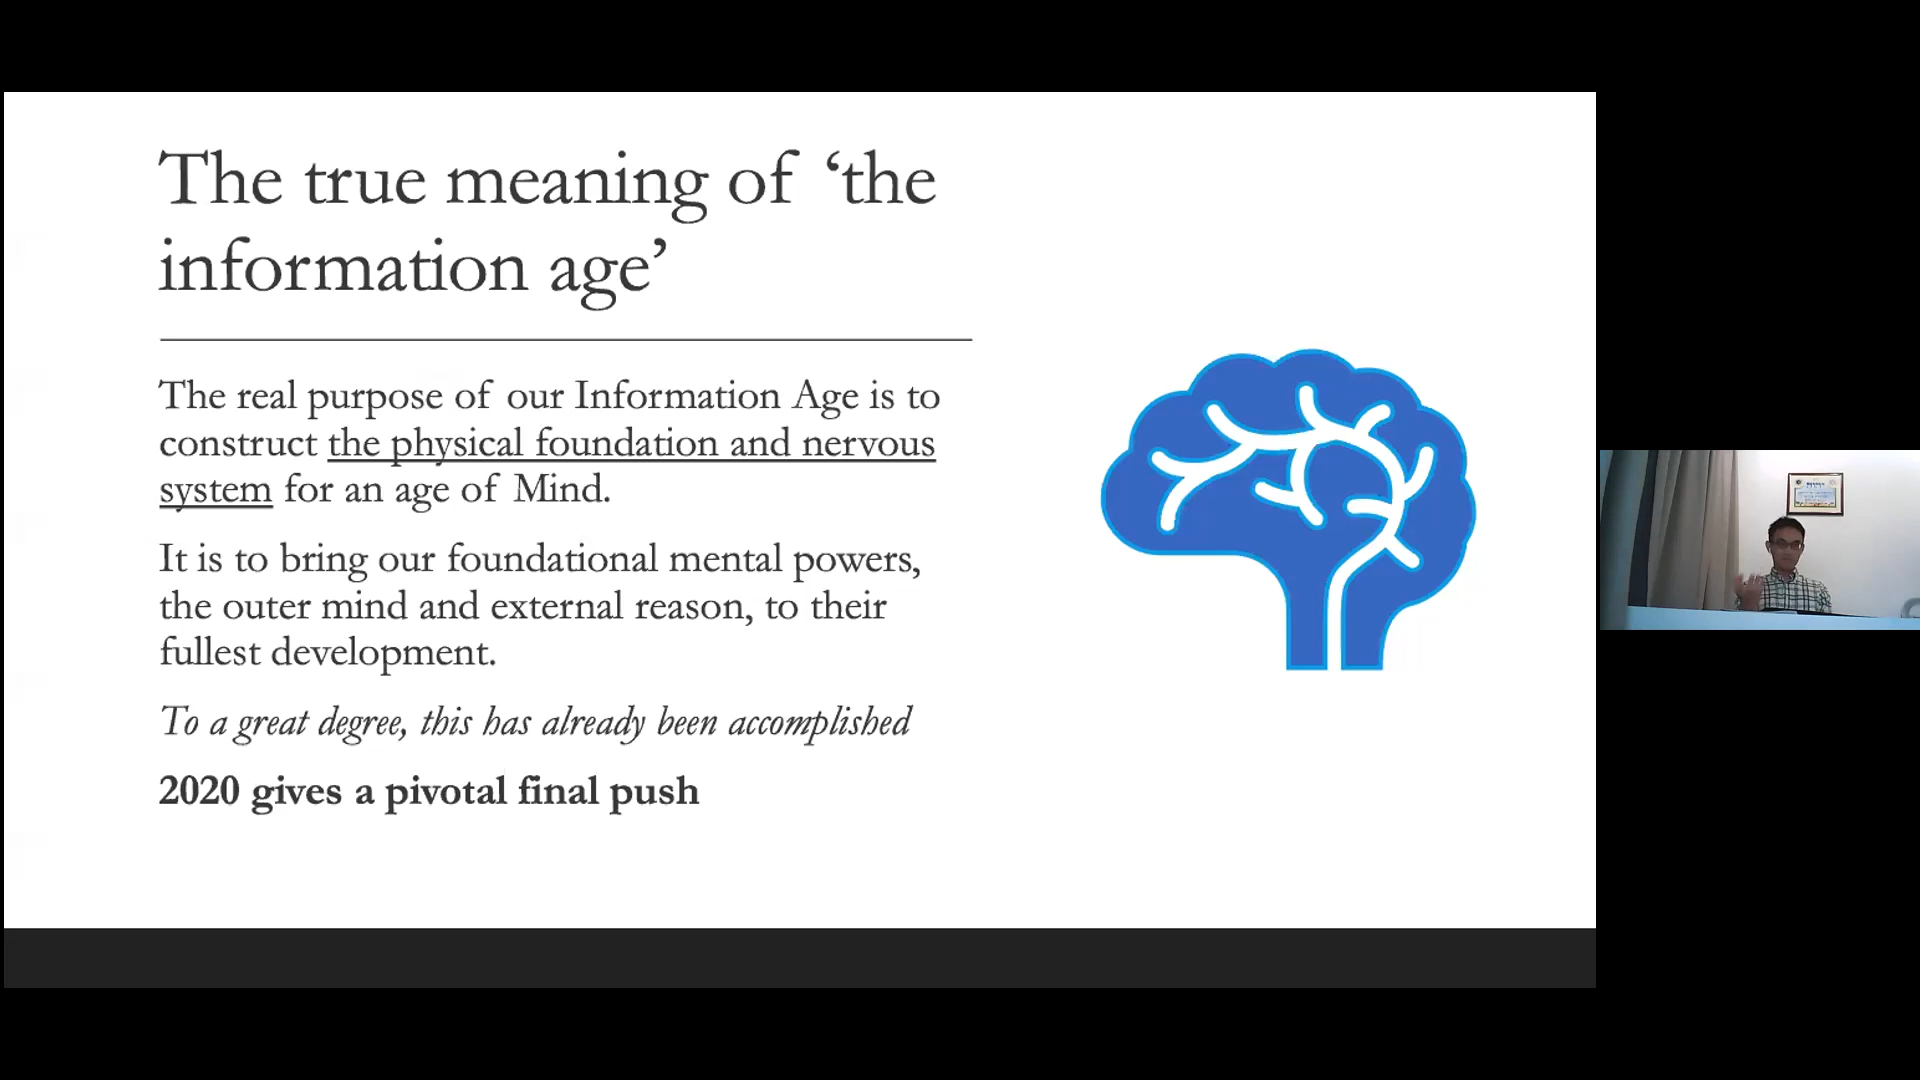 The true meaning of ‘the
information age’
The real purpose of our Information Age is to
construct the physical foundation and nervous
system for an age of Mind.
It is to bring our foundational mental powers,
the outer mind and external reason, to their
fullest development.
To a great degree, this has already been accomplished
2020 gives a pivotal final push